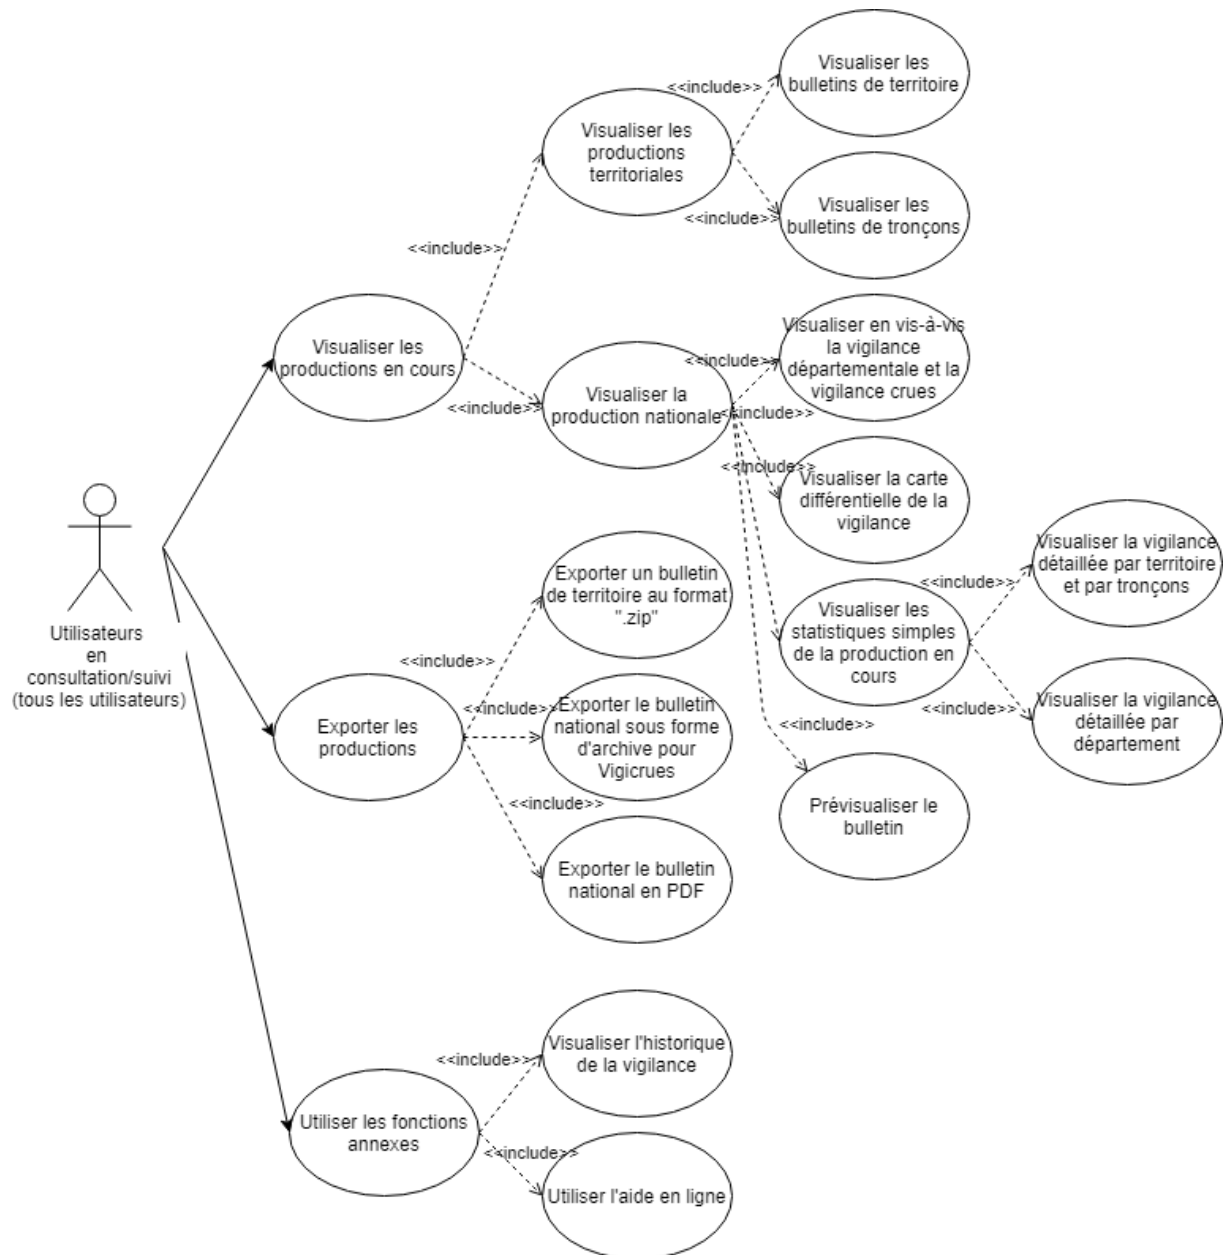 Visualiser les
bulletins de territoire
<<include>>
Visualiser les
productions
territoriales
Visualiser les
bulletins de tronçons
<<include>>
<<include>>
Visualiser les
productions en cours
<<include>>
Visualiser la
production nationale
Visualiser en vis-à-vis
la vigilance
départementale et la
vigilance crues
<<include>>
<<include>>
<<include>>
Visualiser la carte
différentielle de la
vigilance
Utilisateurs
en
consultation/suivi
(tous les utilisateurs)
Exporter un bulletin
de territoire au format
".zip"
<<include>>
Visualiser les
statistiques simples
de la production en
cours
<<include>>
Visualiser la vigilance
détaillée par territoire
et par tronçons
<<include>>
Visualiser la vigilance
détaillée par
département
Exporter les
productions
<<include>>
Exporter le bulletin
national sous forme
d'archive pour
Vigicrues
<<include>>
<<include>>
Prévisualiser le
bulletin
Exporter le bulletin
national en PDF
Visualiser l'historique
de la vigilance
<<include>>
Utiliser les fonctions
annexes
<<include>>
Utiliser l'aide en ligne